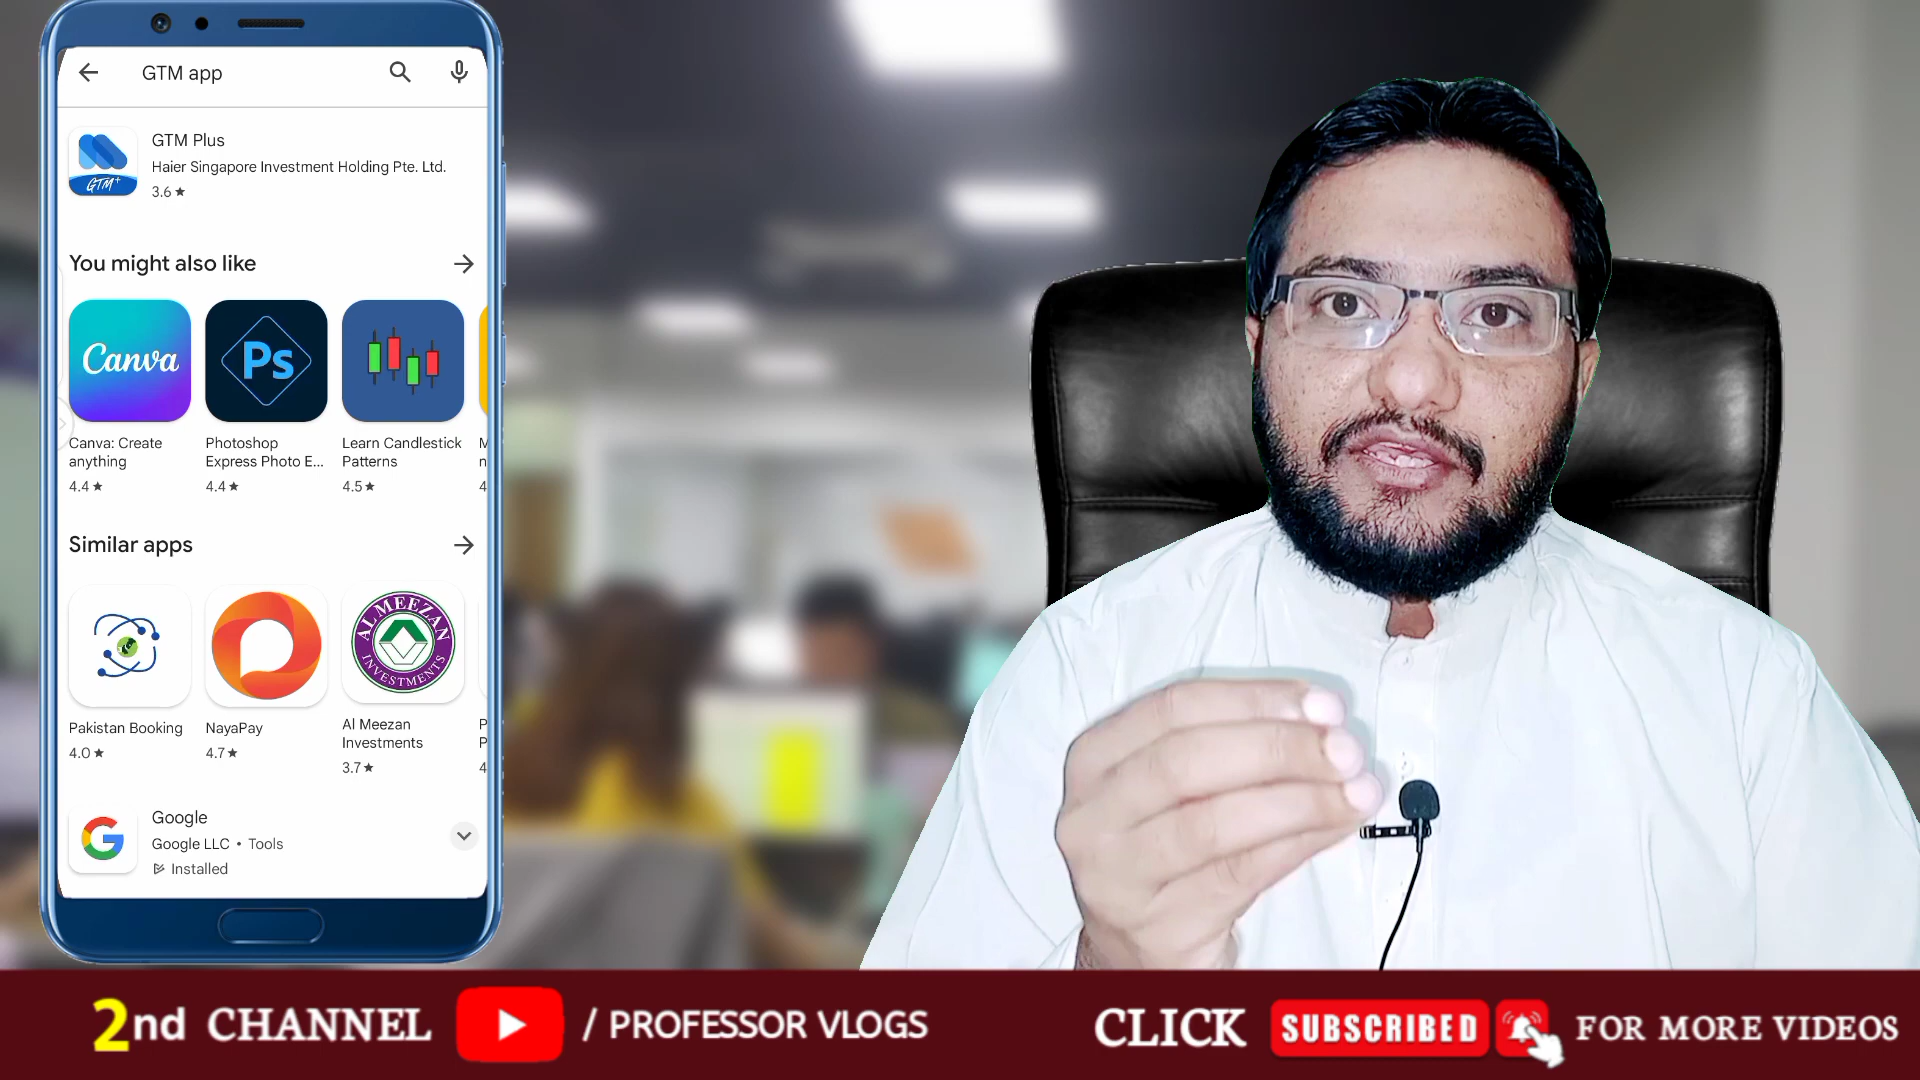 GTM app
GTM+
GTM Plus
Haier Singapore Investment Holding Pte. Ltd.
3.6 ★
You might also like
Canva
Ps
Canva: Create
anything
4.4 ★
Photoshop
Express Photo E...
4.4 ★
Learn Candlestick
Patterns
4.5 ★
M
n
4
Similar apps
AL MEEZAN
INVESTMENTS
Pakistan Booking
4.0 ★
NayaPay
4.7 ★
Al Meezan
Investments
3.7 ★
P
P
4
Google
Google LLC • Tools
Installed
2nd CHANNEL / PROFESSOR VLOGS
CLICK SUBSCRIBED FOR MORE VIDEOS